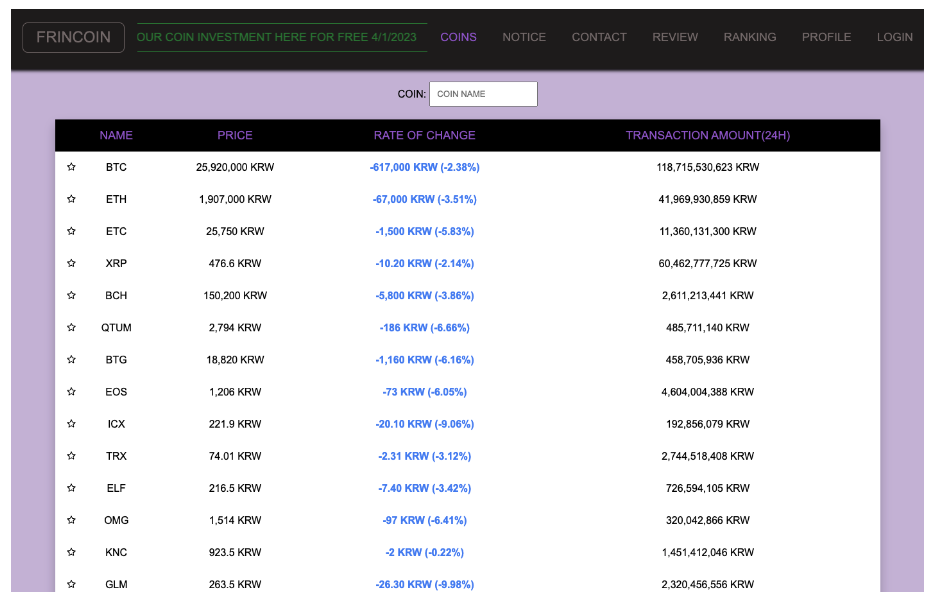 FRINCOIN OUR COIN INVESTMENT HERE FOR FREE 4/1/2023 COINS NOTICE CONTACT REVIEW RANKING PROFILE LOGIN
COIN: COIN NAME
NAME PRICE RATE OF CHANGE TRANSACTION AMOUNT(24H)
BTC 25,920,000 KRW -617,000 KRW (-2.38%) 118,715,530,623 KRW
ETH 1,907,000 KRW -67,000 KRW (-3.51%) 41,969,930,859 KRW
ETC 25,750 KRW -1,500 KRW (-5.83%) 11,360,131,300 KRW
XRP 476.6 KRW -10.20 KRW (-2.14%) 60,462,777,725 KRW
BCH 150,200 KRW -5,800 KRW (-3.86%) 2,611,213,441 KRW
QTUM 2,794 KRW -186 KRW (-6.66%) 485,711,140 KRW
BTG 18,820 KRW -1,160 KRW (-6.16%) 458,705,936 KRW
EOS 1,206 KRW -73 KRW (-6.05%) 4,604,004,388 KRW
ICX 221.9 KRW -20.10 KRW (-9.06%) 192,856,079 KRW
TRX 74.01 KRW -2.31 KRW (-3.12%) 2,744,518,408 KRW
ELF 216.5 KRW -7.40 KRW (-3.42%) 726,594,105 KRW
OMG 1,514 KRW -97 KRW (-6.41%) 320,042,866 KRW
KNC 923.5 KRW -2 KRW (-0.22%) 1,451,412,046 KRW
GLM 263.5 KRW -26.30 KRW (-9.98%) 2,320,456,556 KRW